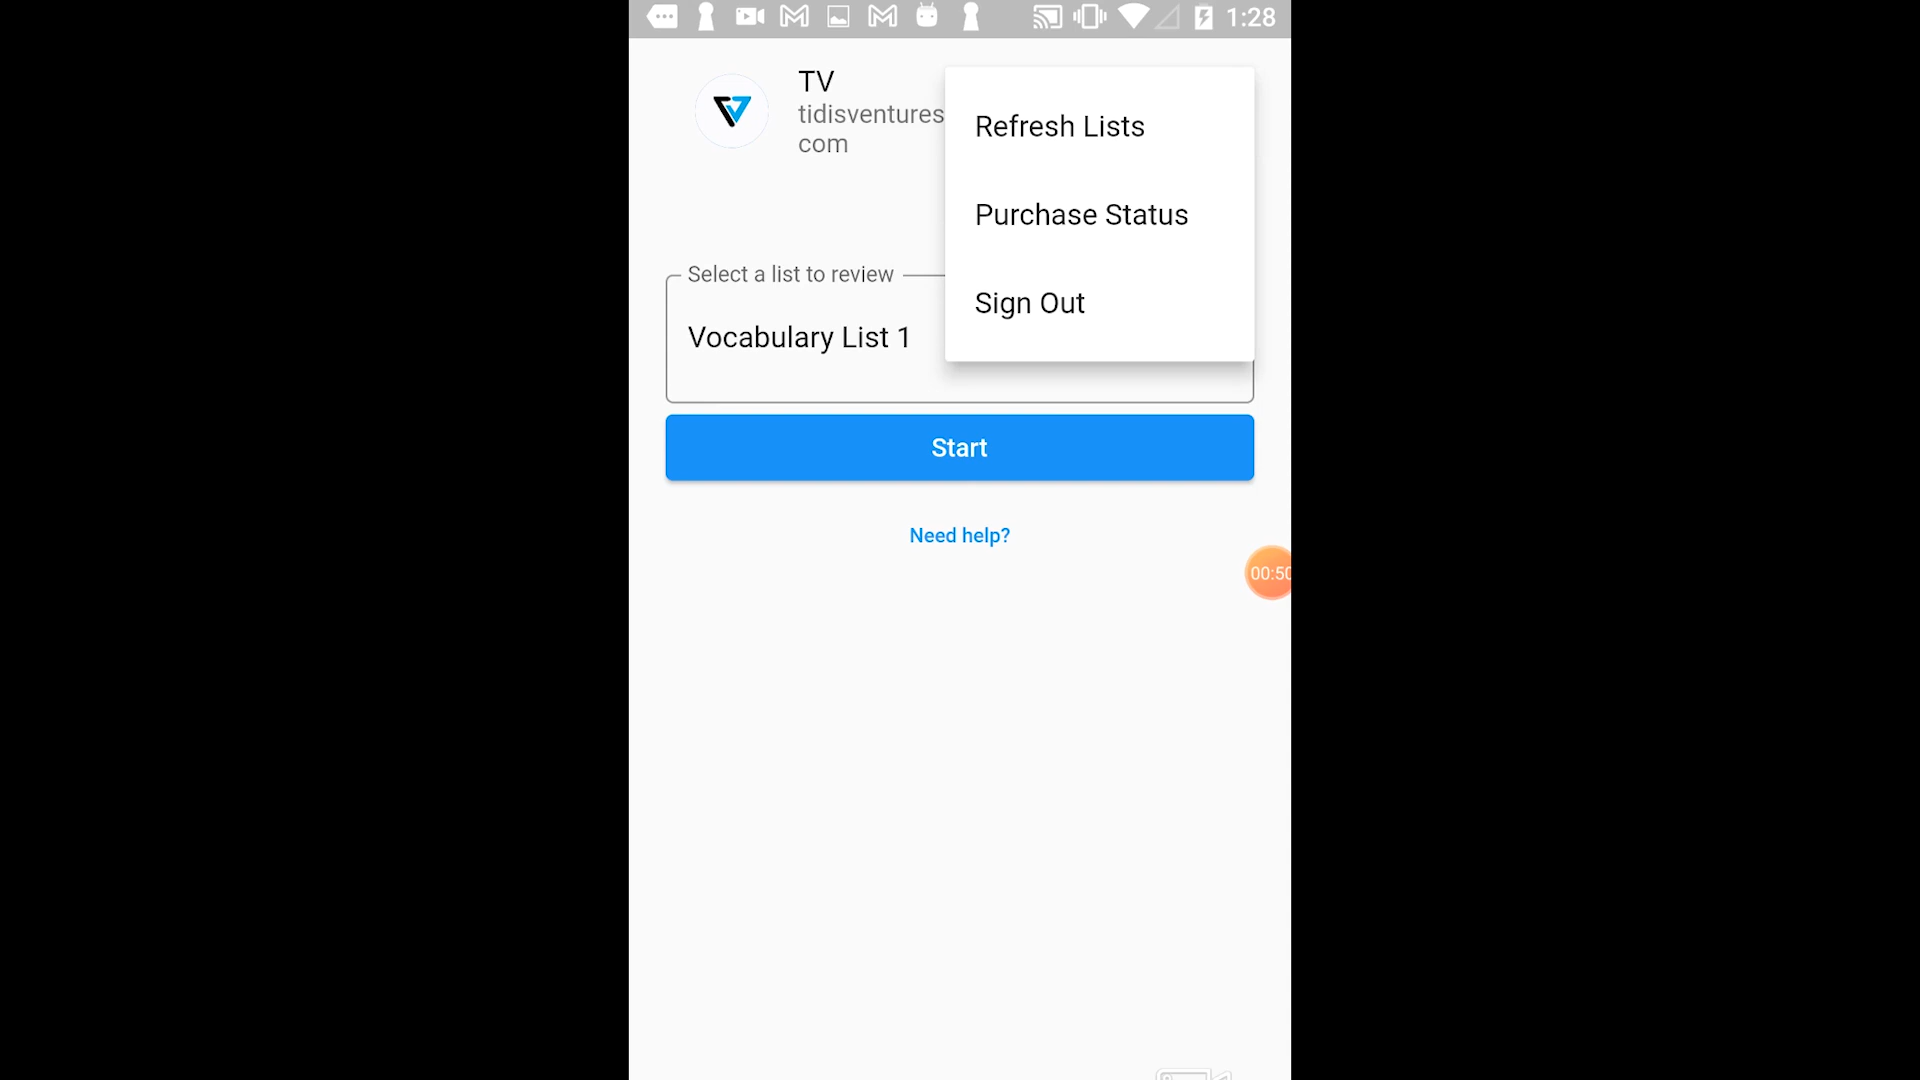 1:28
TV
tidisventures
com
Refresh Lists
Purchase Status
Sign Out
Select a list to review
Vocabulary List 1
Start
Need help?
00:50